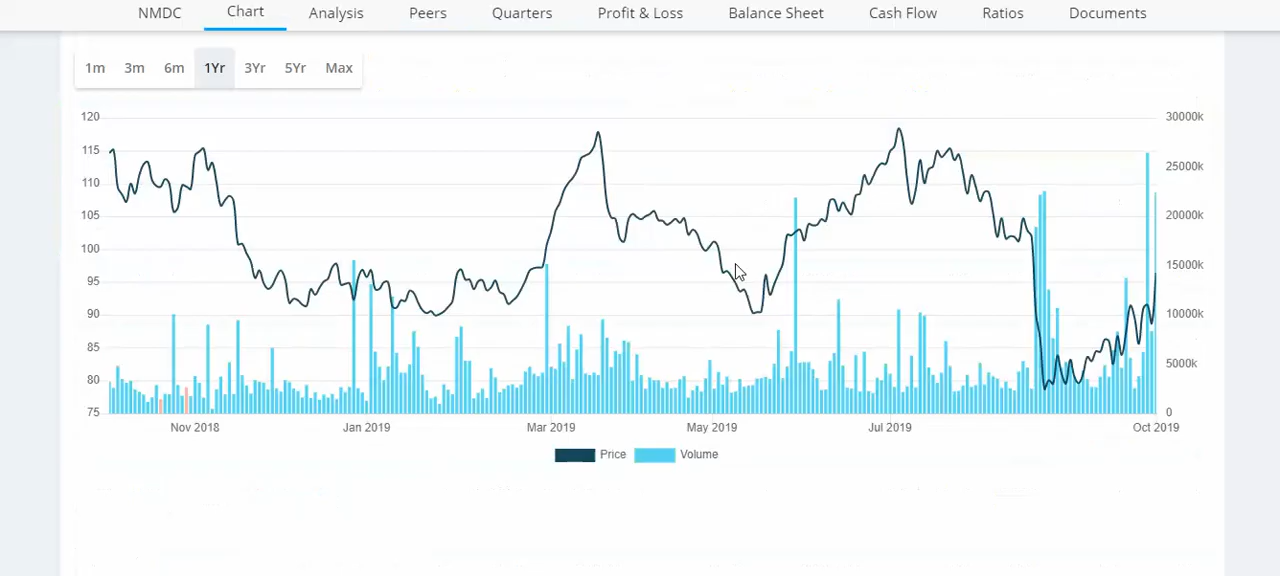 NMDC Chart Analysis Peers Quarters Profit & Loss Balance Sheet Cash Flow Ratios Documents
1m 3m 6m 1Yr 3Yr 5Yr Max
120 30000k
115 25000k
110
105 20000k
100
95 15000k
90 10000k
85
80 5000k
75 0
Nov 2018 Jan 2019 Mar 2019 May 2019 Jul 2019 Oct 2019
Price Volume